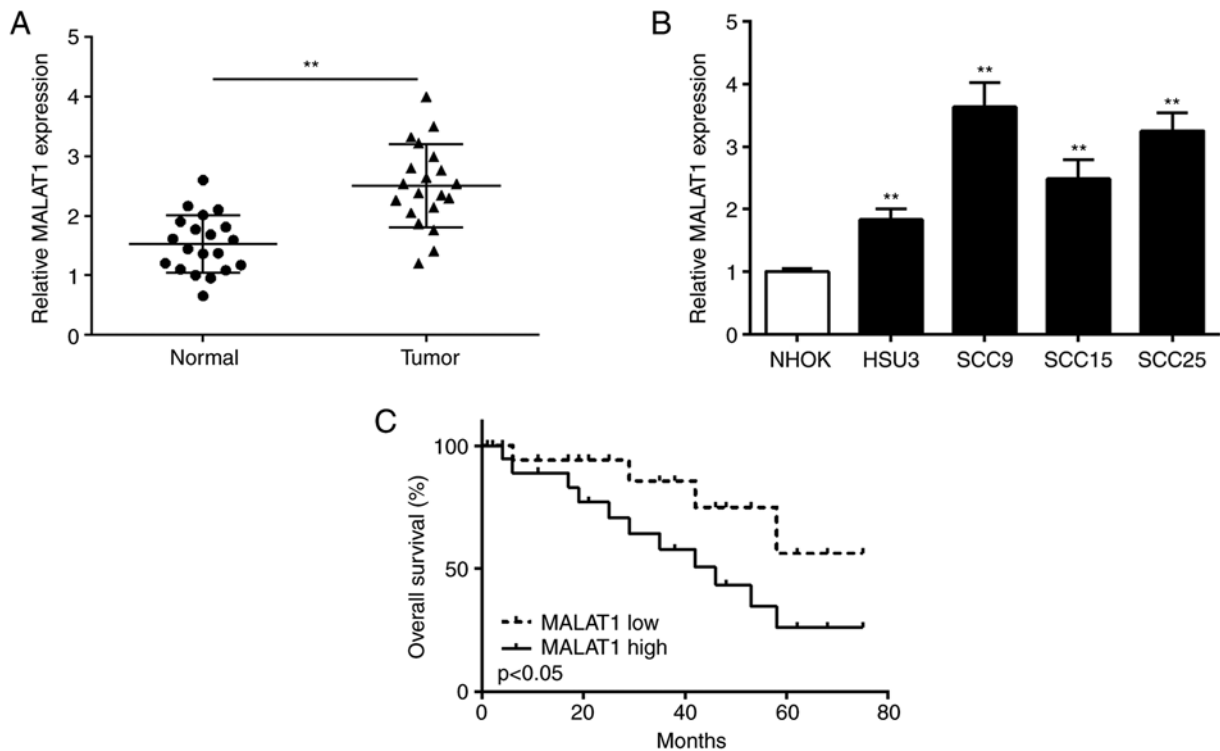 A
Relative MALAT1 expression
5
4
3
2
1
0
**
Normal
Tumor
B
Relative MALAT1 expression
5
4
3
2
1
0
**
**
**
**
NHOK
HSU3
SCC9
SCC15
SCC25
C
Overall survival (%)
100
50
0
MALAT1 low
MALAT1 high
p<0.05
0
20
40
60
80
Months